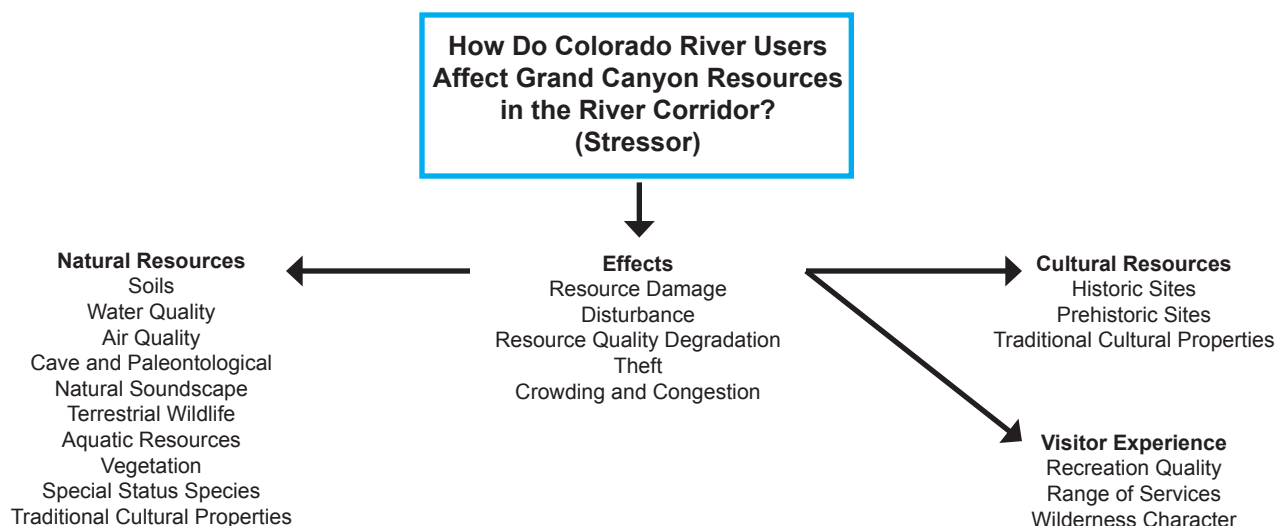 How Do Colorado River Users
Affect Grand Canyon Resources
in the River Corridor?
(Stressor)
Natural Resources
Soils
Water Quality
Air Quality
Cave and Paleontological
Natural Soundscape
Terrestrial Wildlife
Aquatic Resources
Vegetation
Special Status Species
Traditional Cultural Properties
Effects
Resource Damage
Disturbance
Resource Quality Degradation
Theft
Crowding and Congestion
Cultural Resources
Historic Sites
Prehistoric Sites
Traditional Cultural Properties
Visitor Experience
Recreation Quality
Range of Services
Wilderness Character